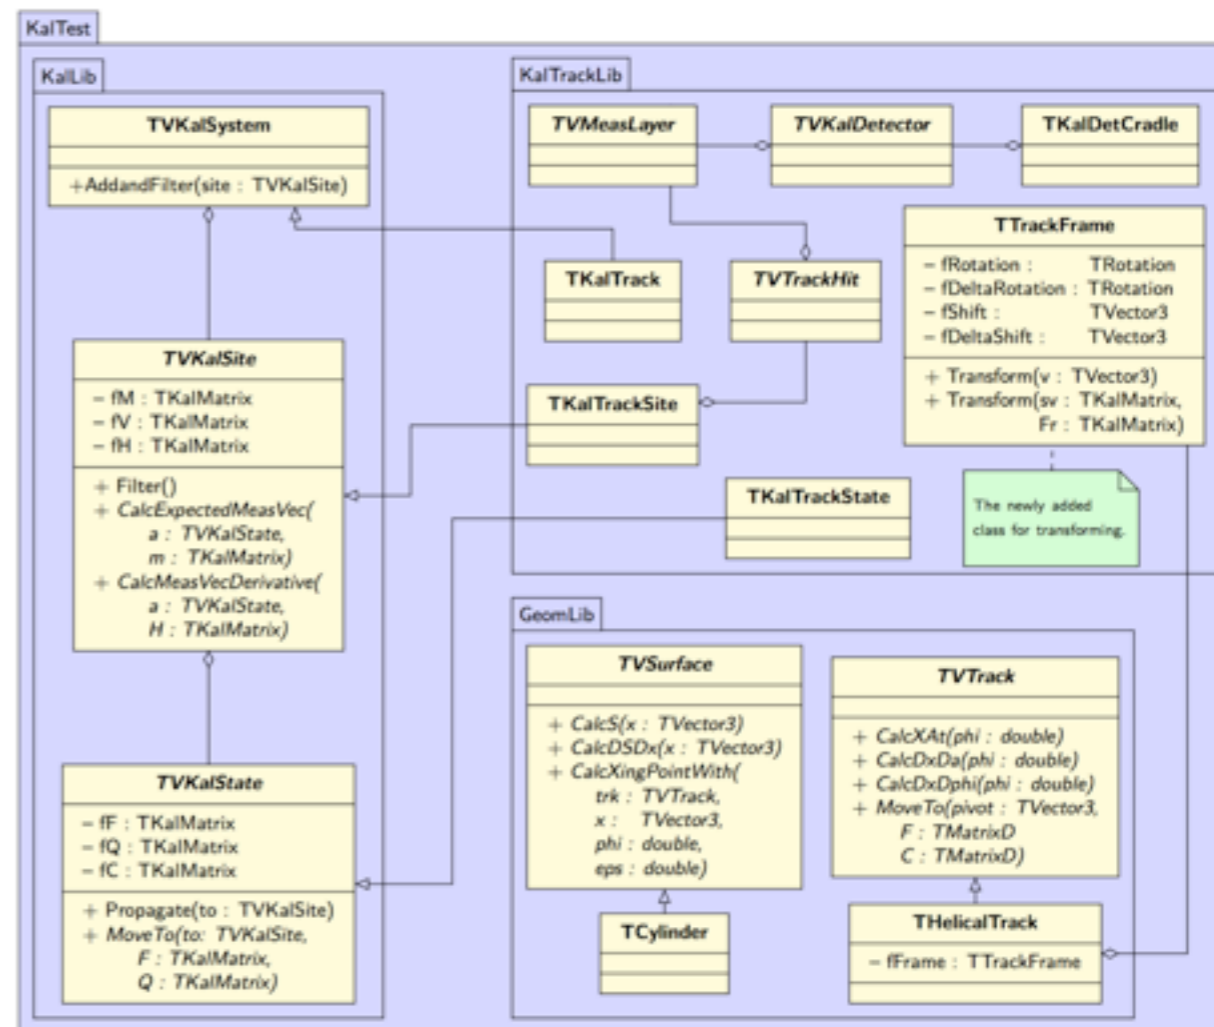 KalTest
KalLib
TVKalSystem
+AddandFilter(site : TVKalSite)
TVKalSite
− fM : TKalMatrix
− fV : TKalMatrix
− fH : TKalMatrix
+ Filter()
+ CalcExpectedMeasVec(
a : TVKalState,
m : TKalMatrix)
+ CalcMeasVecDerivative(
a : TVKalState,
H : TKalMatrix)
TVKalState
− fF : TKalMatrix
− fQ : TKalMatrix
− fC : TKalMatrix
+ Propagate(to : TVKalSite)
+ MoveTo(to: TVKalSite,
F : TKalMatrix,
Q : TKalMatrix)
KalTrackLib
TVMeasLayer
TVKalDetector
TKalDetCradle
TKalTrack
TVTrackHit
TTrackFrame
− fRotation : TRotation
− fDeltaRotation : TRotation
− fShift : TVector3
− fDeltaShift : TVector3
+ Transform(v : TVector3)
+ Transform(sv : TKalMatrix,
Fr : TKalMatrix)
TKalTrackSite
TKalTrackState
The newly added
class for transforming.
GeomLib
TVSurface
+ CalcS(x : TVector3)
+ CalcDSDx(x : TVector3)
+ CalcXingPointWith(
trk : TVTrack,
x : TVector3,
phi : double,
eps : double)
TCylinder
TVTrack
+ CalcXAt(phi : double)
+ CalcDxDa(phi : double)
+ CalcDxDphi(phi : double)
+ MoveTo(pivot : TVector3,
F : TMatrixD
C : TMatrixD)
THelicalTrack
− fFrame : TTrackFrame